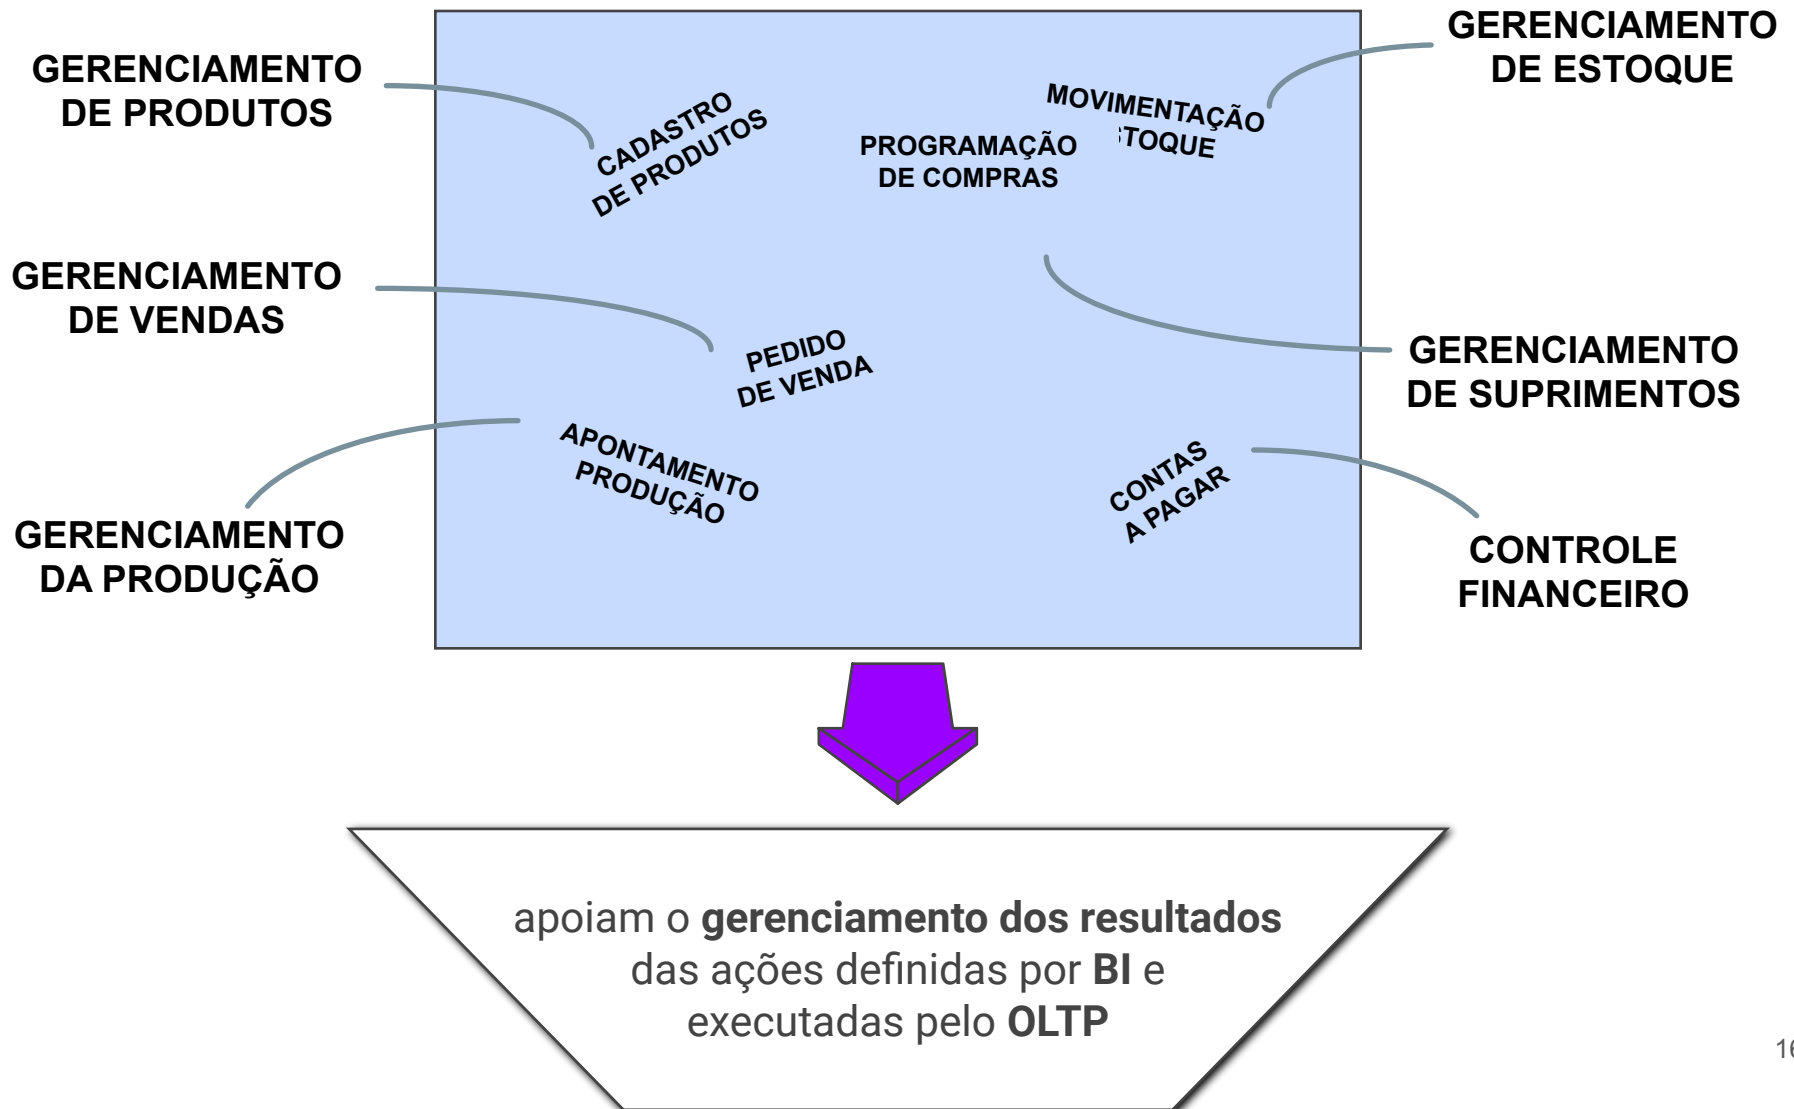 GERENCIAMENTO
DE PRODUTOS
GERENCIAMENTO
DE ESTOQUE
CADASTRO
DE PRODUTOS
PROGRAMAÇÃO
DE COMPRAS
MOVIMENTAÇÃO
STOQUE
GERENCIAMENTO
DE VENDAS
PEDIDO
DE VENDA
GERENCIAMENTO
DE SUPRIMENTOS
APONTAMENTO
PRODUÇÃO
CONTAS
A PAGAR
GERENCIAMENTO
DA PRODUÇÃO
CONTROLE
FINANCEIRO
apoiam o gerenciamento dos resultados
das ações definidas por BI e
executadas pelo OLTP
16